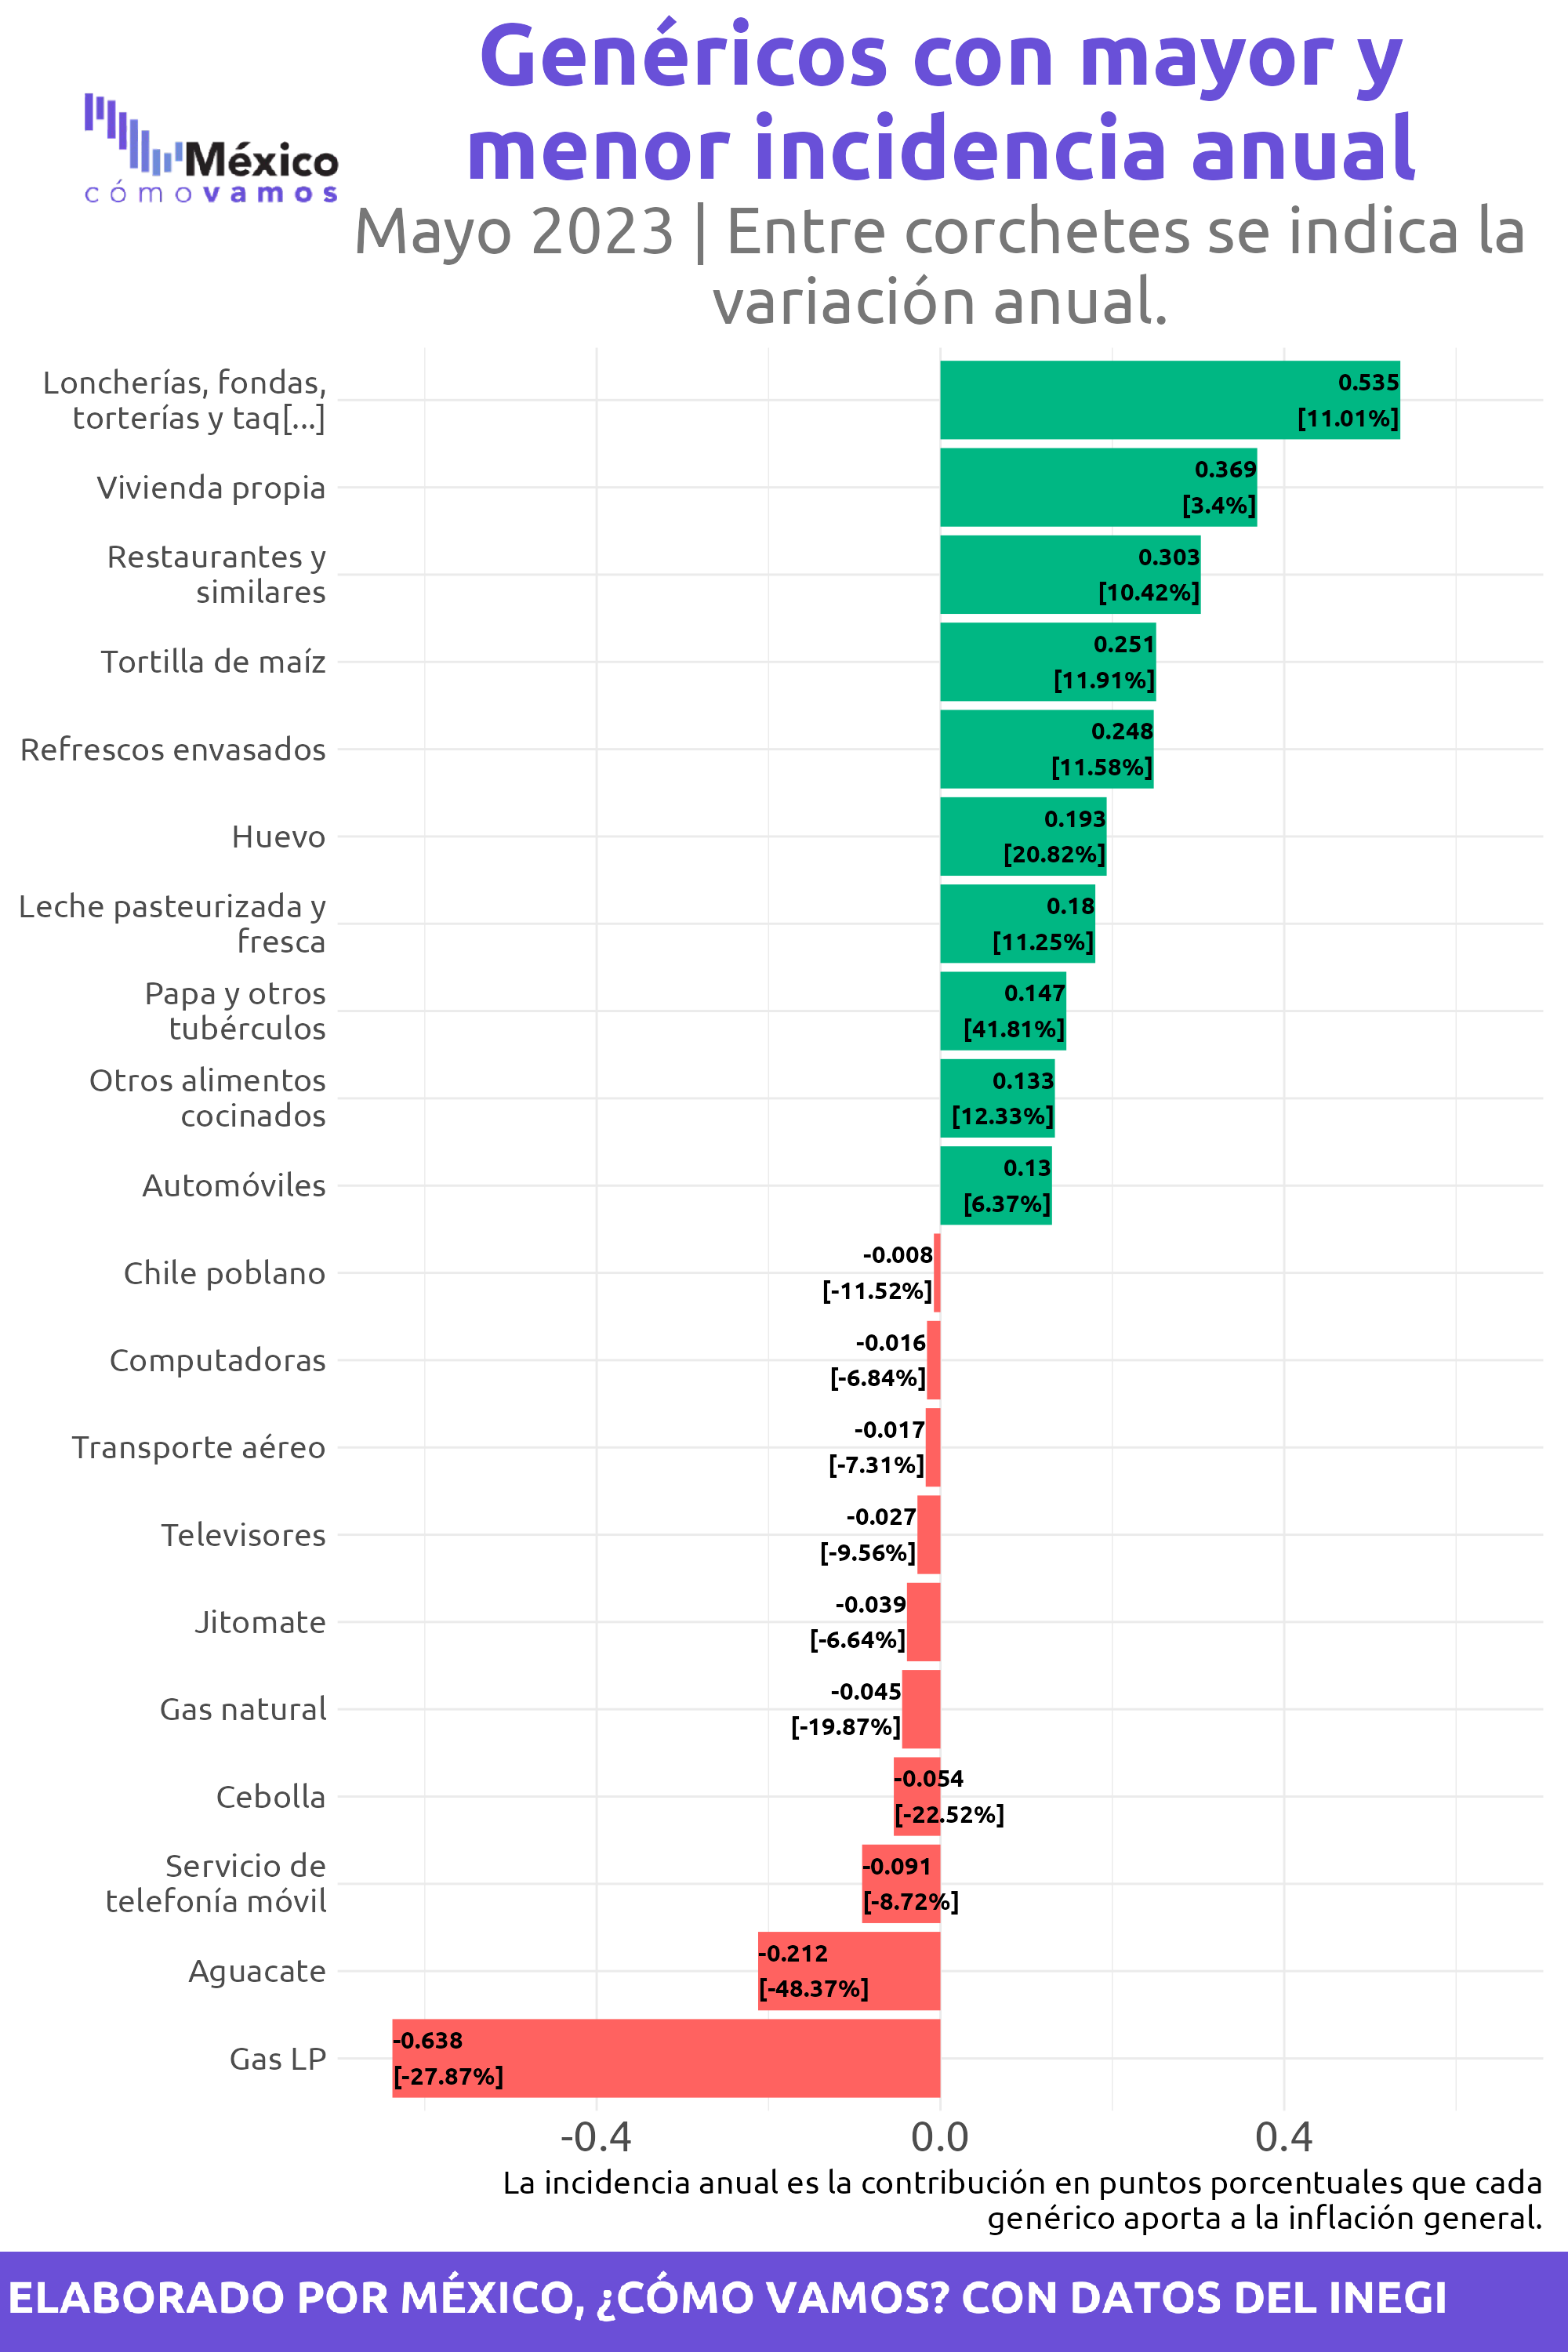 Genéricos con mayor y
menor incidencia anual
México
cómovamos
Mayo 2023 | Entre corchetes se indica la
variación anual.
Loncherías, fondas,
torterías y taq[...]
0.535
[11.01%]
Vivienda propia
0.369
[3.4%]
Restaurantes y
similares
0.303
[10.42%]
Tortilla de maíz
0.251
[11.91%]
Refrescos envasados
0.248
[11.58%]
Huevo
0.193
[20.82%]
Leche pasteurizada y
fresca
0.18
[11.25%]
Papa y otros
tubérculos
0.147
[41.81%]
Otros alimentos
cocinados
0.133
[12.33%]
Automóviles
0.13
[6.37%]
Chile poblano
-0.008
[-11.52%]
Computadoras
-0.016
[-6.84%]
Transporte aéreo
-0.017
[-7.31%]
Televisores
-0.027
[-9.56%]
Jitomate
-0.039
[-6.64%]
Gas natural
-0.045
[-19.87%]
Cebolla
-0.054
[-22.52%]
Servicio de
telefonía móvil
-0.091
[-8.72%]
Aguacate
-0.212
[-48.37%]
Gas LP
-0.638
[-27.87%]
-0.4 0.0 0.4
La incidencia anual es la contribución en puntos porcentuales que cada
genérico aporta a la inflación general.
ELABORADO POR MÉXICO, ¿CÓMO VAMOS? CON DATOS DEL INEGI